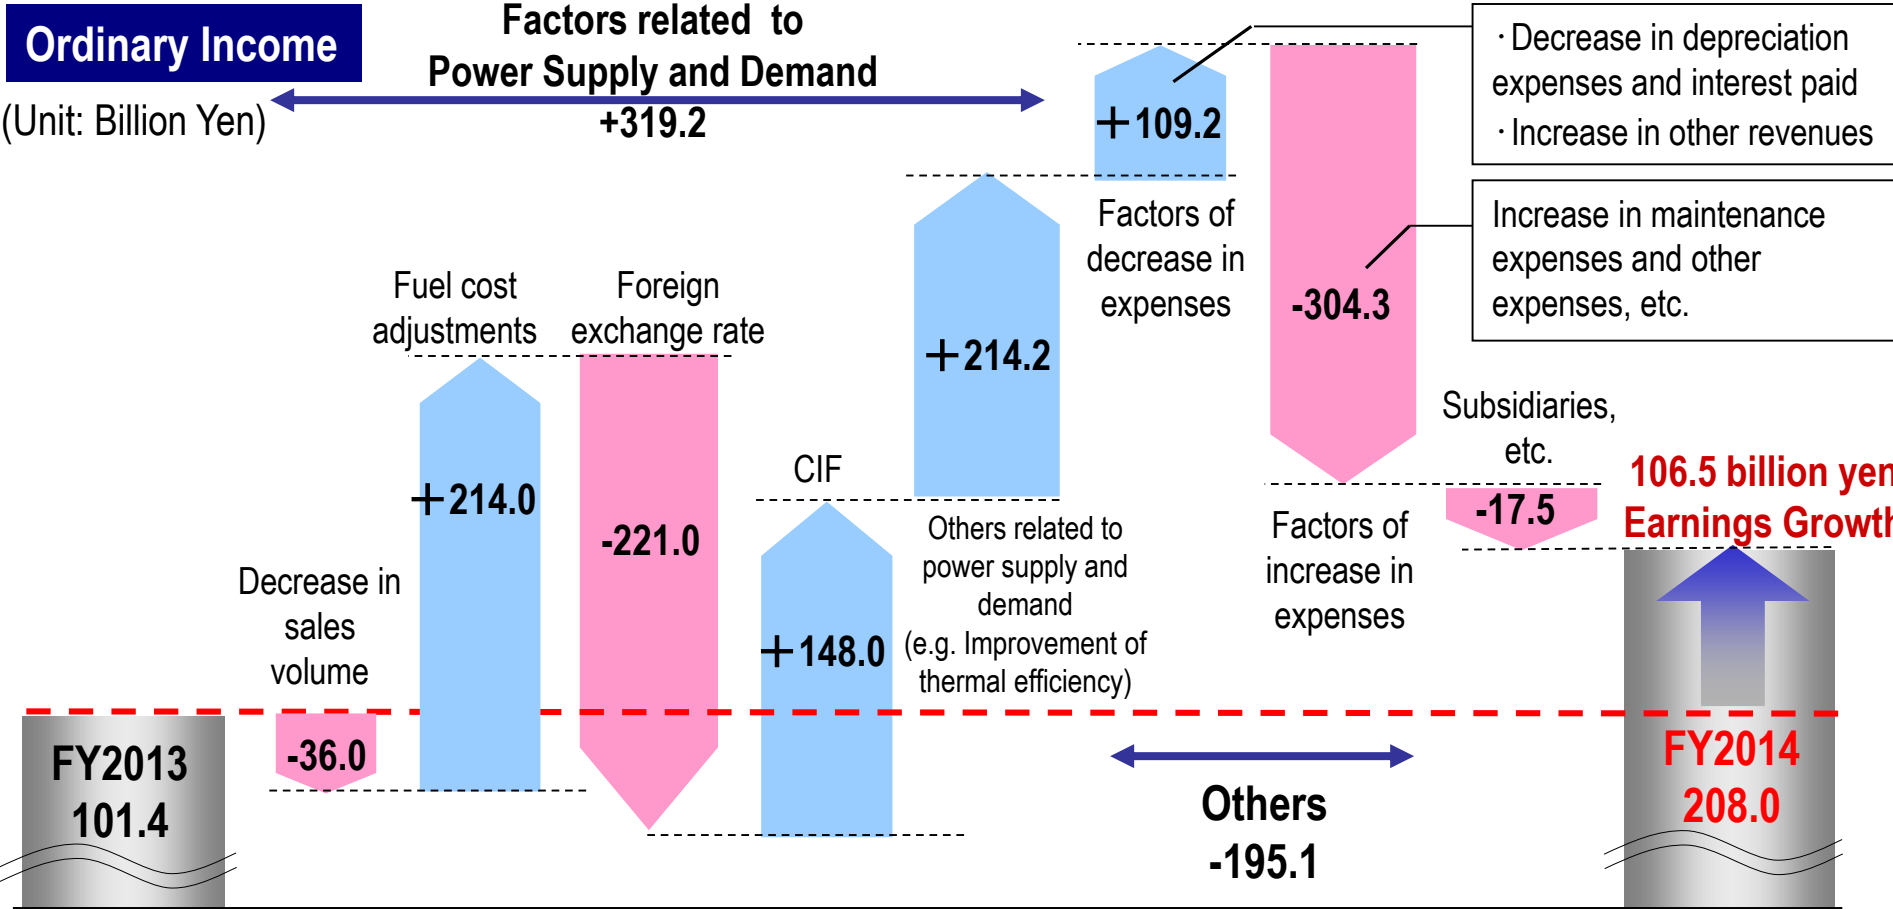 Ordinary Income
(Unit: Billion Yen)
Factors related to
Power Supply and Demand
+319.2
+109.2
・Decrease in depreciation
expenses and interest paid
・Increase in other revenues
Factors of
decrease in
expenses
-304.3
Increase in maintenance
expenses and other
expenses, etc.
Fuel cost
adjustments
Foreign
exchange rate
+214.2
Subsidiaries,
etc.
-17.5
106.5 billion yen
Earnings Growth
CIF
+214.0
-221.0
Others related to
power supply and
demand
(e.g. Improvement of
thermal efficiency)
Factors of
increase in
expenses
Decrease in
sales
volume
+148.0
FY2013
101.4
-36.0
Others
-195.1
FY2014
208.0